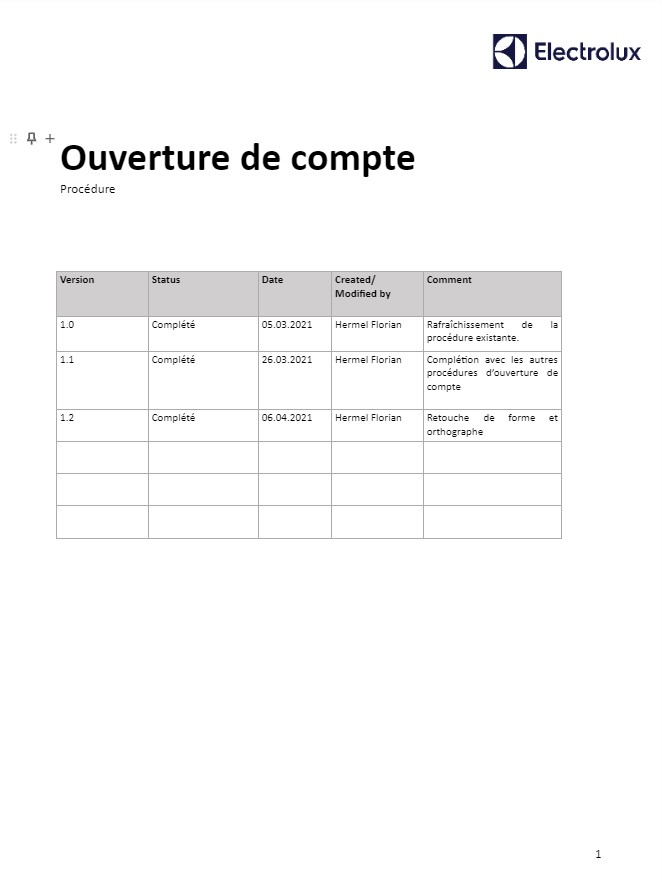 Electrolux
Ouverture de compte
Procédure
Version Status Date Created/ Comment
Modified by
1.0 Complété 05.03.2021 Hermel Florian Rafraîchissement de la
procédure existante.
1.1 Complété 26.03.2021 Hermel Florian Complétion avec les autres
procédures d'ouverture de
compte
1.2 Complété 06.04.2021 Hermel Florian Retouche de forme et
orthographe
1